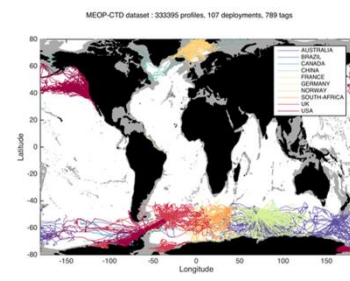 MEOP-CTD dataset : 333395 profiles, 107 deployments, 789 tags
AUSTRALIA
BRAZIL
CANADA
CHINA
FRANCE
GERMANY
NORWAY
SOUTH-AFRICA
UK
USA
Latitude
80
60
40
20
0
-20
-40
-60
-80
-150
-100
-50
0
50
100
150
Longitude